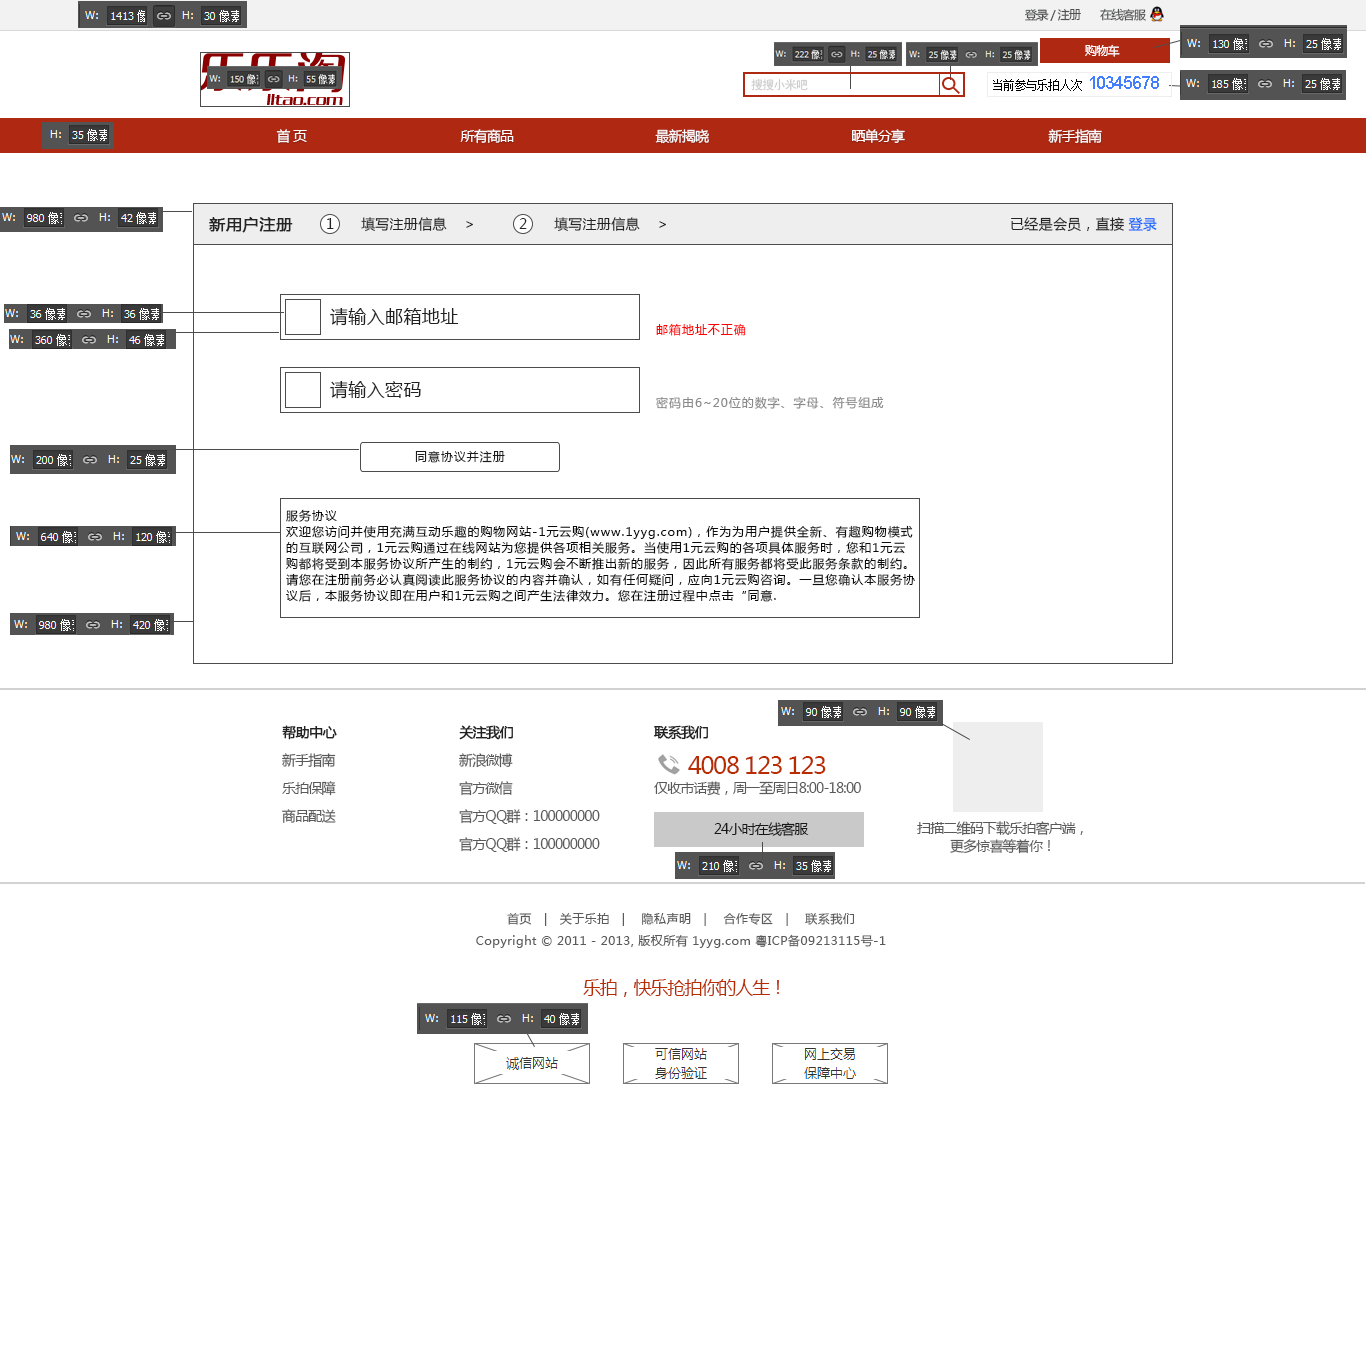 W: 1413 像 H: 30 像素
登录 / 注册 在线客服
乐乐淘
lltao.com
W: 150 像 H: 55 像素
W: 222 像 H: 25 像素
W: 25 像素 H: 25 像素
购物车
W: 130 像 H: 25 像素
搜搜小米吧
当前参与乐拍人次 10345678
W: 185 像 H: 25 像素
H: 35 像素
首 页 所有商品 最新揭晓 晒单分享 新手指南
W: 980 像 H: 42 像素
新用户注册 1 填写注册信息 > 2 填写注册信息 > 已经是会员，直接 登录
W: 36 像素 H: 36 像素
请输入邮箱地址
邮箱地址不正确
W: 360 像 H: 46 像素
请输入密码
密码由6~20位的数字、字母、符号组成
W: 200 像 H: 25 像素
同意协议并注册
服务协议
欢迎您访问并使用充满互动乐趣的购物网站-1元云购(www.1yyg.com)，作为为用户提供全新、有趣购物模式
的互联网公司，1元云购通过在线网站为您提供各项相关服务。当使用1元云购的各项具体服务时，您和1元云
购都将受到本服务协议所产生的制约，1元云购会不断推出新的服务，因此所有服务都将受此服务条款的制约。
请您在注册前务必认真阅读此服务协议的内容并确认，如有任何疑问，应向1元云购咨询。一旦您确认本服务协
议后，本服务协议即在用户和1元云购之间产生法律效力。您在注册过程中点击“同意.
W: 640 像 H: 120 像
W: 980 像 H: 420 像
W: 90 像素 H: 90 像素
帮助中心 关注我们 联系我们
新手指南 新浪微博 4008 123 123
乐拍保障 官方微信 仅收市话费，周一至周日8:00-18:00
商品配送 官方QQ群：100000000
24小时在线客服
官方QQ群：100000000
扫描二维码下载乐拍客户端，
更多惊喜等着你！
W: 210 像 H: 35 像素
首页 | 关于乐拍 | 隐私声明 | 合作专区 | 联系我们
Copyright © 2011 - 2013, 版权所有 1yyg.com 粤ICP备09213115号-1
乐拍，快乐抢拍你的人生！
W: 115 像 H: 40 像素
诚信网站
可信网站
身份验证
网上交易
保障中心